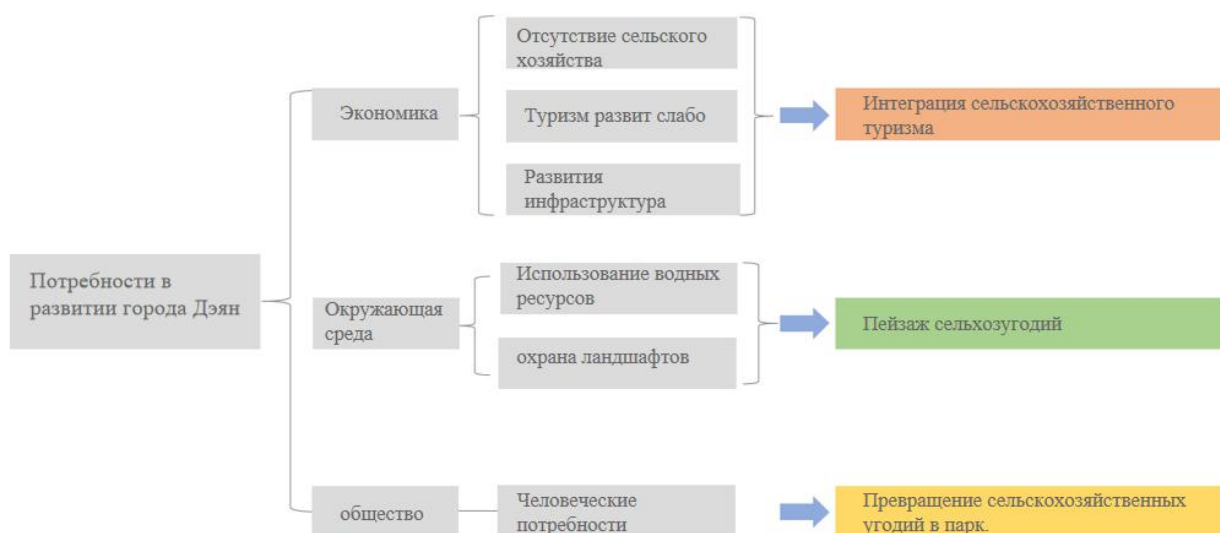 Потребности в
развитии города Дэян
Экономика
Отсутствие сельского
хозяйства
Туризм развит слабо
Развития
инфраструктура
Интеграция сельскохозяйственного
туризма
Окружающая
среда
Использование водных
ресурсов
охрана ландшафтов
Пейзаж сельхозугодий
общество
Человеческие
потребности
Превращение сельскохозяйственных
угодий в парк.